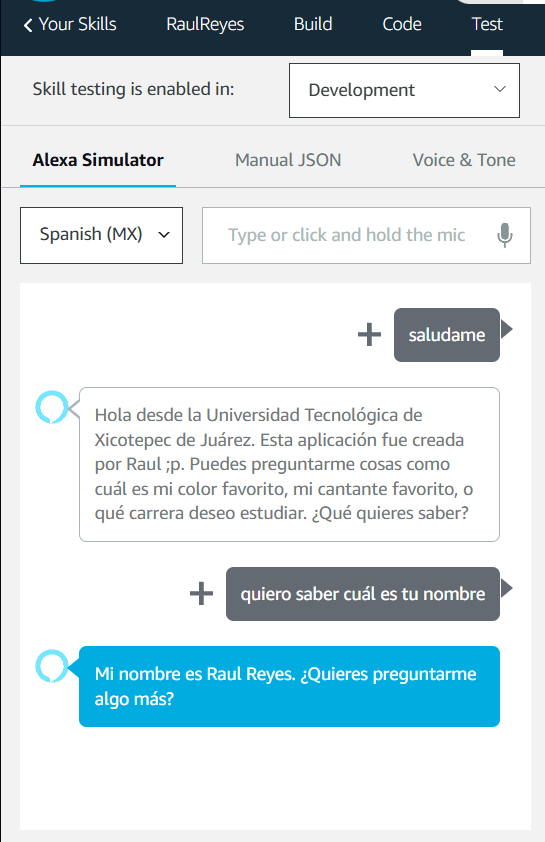 Your Skills RaulReyes Build Code Test
Skill testing is enabled in: Development
Alexa Simulator Manual JSON Voice & Tone
Spanish (MX) Type or click and hold the mic
saludame
Hola desde la Universidad Tecnológica de
Xicotepec de Juárez. Esta aplicación fue creada
por Raul ;p. Puedes preguntarme cosas como
cuál es mi color favorito, mi cantante favorito, o
qué carrera deseo estudiar. ¿Qué quieres saber?
quiero saber cuál es tu nombre
Mi nombre es Raul Reyes. ¿Quieres preguntarme
algo más?